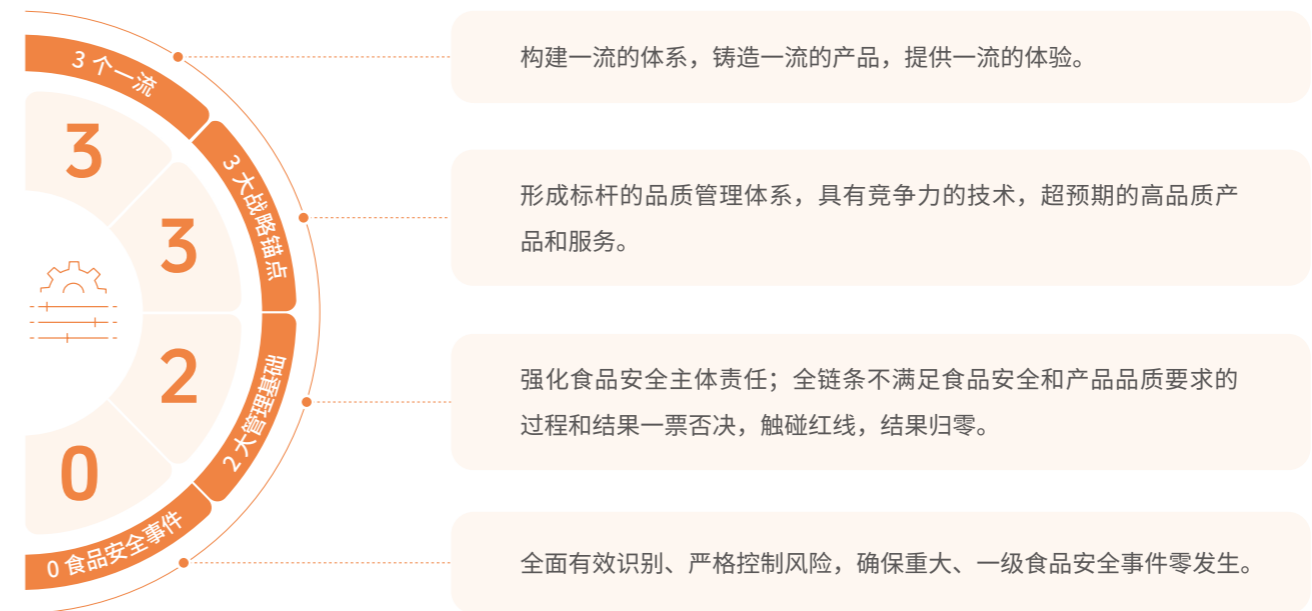 3 个一流
3
构建一流的体系，铸造一流的产品，提供一流的体验。
3 大战略锚点
3
形成标杆的品质管理体系，具有竞争力的技术，超预期的高品质产
品和服务。
2 大管理基础
2
强化食品安全主体责任；全链条不满足食品安全和产品品质要求的
过程和结果一票否决，触碰红线，结果归零。
0 食品安全事件
0
全面有效识别、严格控制风险，确保重大、一级食品安全事件零发生。